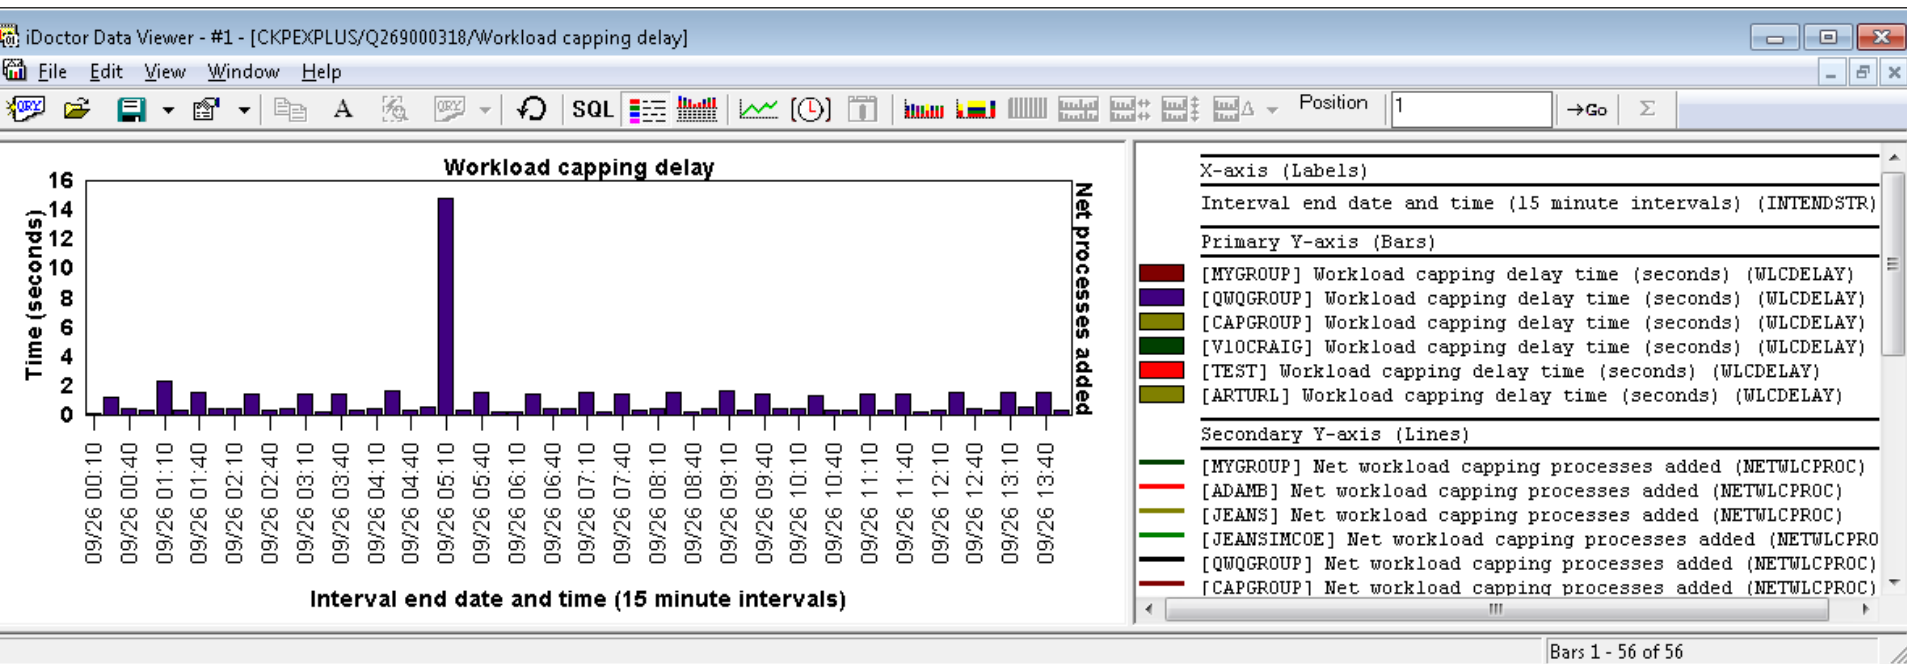 iDoctor Data Viewer - #1 - [CKPEXPLUS/Q269000318/Workload capping delay]
File Edit View Window Help
QRY A QRY SQL Position 1 →Go Σ
Workload capping delay
16
14
12
10
8
6
4
2
0
Time (seconds)
Net processes added
09/26 00:10
09/26 00:40
09/26 01:10
09/26 01:40
09/26 02:10
09/26 02:40
09/26 03:10
09/26 03:40
09/26 04:10
09/26 04:40
09/26 05:10
09/26 05:40
09/26 06:10
09/26 06:40
09/26 07:10
09/26 07:40
09/26 08:10
09/26 08:40
09/26 09:10
09/26 09:40
09/26 10:10
09/26 10:40
09/26 11:10
09/26 11:40
09/26 12:10
09/26 12:40
09/26 13:10
09/26 13:40
Interval end date and time (15 minute intervals)
X-axis (Labels)
Interval end date and time (15 minute intervals) (INTENDSTR)
Primary Y-axis (Bars)
[MYGROUP] Workload capping delay time (seconds) (WLCDELAY)
[QWQGROUP] Workload capping delay time (seconds) (WLCDELAY)
[CAPGROUP] Workload capping delay time (seconds) (WLCDELAY)
[V10CRAIG] Workload capping delay time (seconds) (WLCDELAY)
[TEST] Workload capping delay time (seconds) (WLCDELAY)
[ARTURL] Workload capping delay time (seconds) (WLCDELAY)
Secondary Y-axis (Lines)
[MYGROUP] Net workload capping processes added (NETWLCPROC)
[ADAMB] Net workload capping processes added (NETWLCPROC)
[JEANS] Net workload capping processes added (NETWLCPROC)
[JEANSIMCOE] Net workload capping processes added (NETWLCPRO
[QWQGROUP] Net workload capping processes added (NETWLCPROC)
[CAPGROUP] Net workload capping processes added (NETWLCPROC)
Bars 1 - 56 of 56